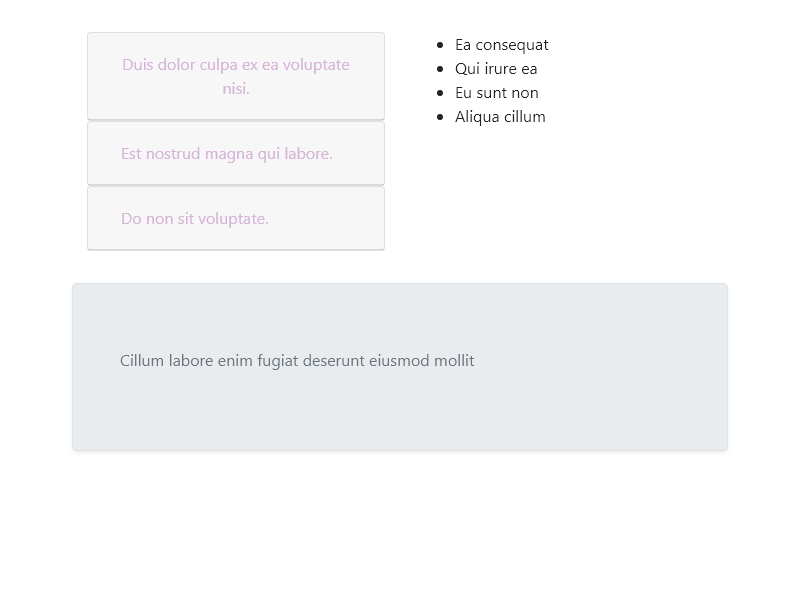 Duis dolor culpa ex ea voluptate
nisi.
Est nostrud magna qui labore.
Do non sit voluptate.
Ea consequat
Qui irure ea
Eu sunt non
Aliqua cillum
Cillum labore enim fugiat deserunt eiusmod mollit